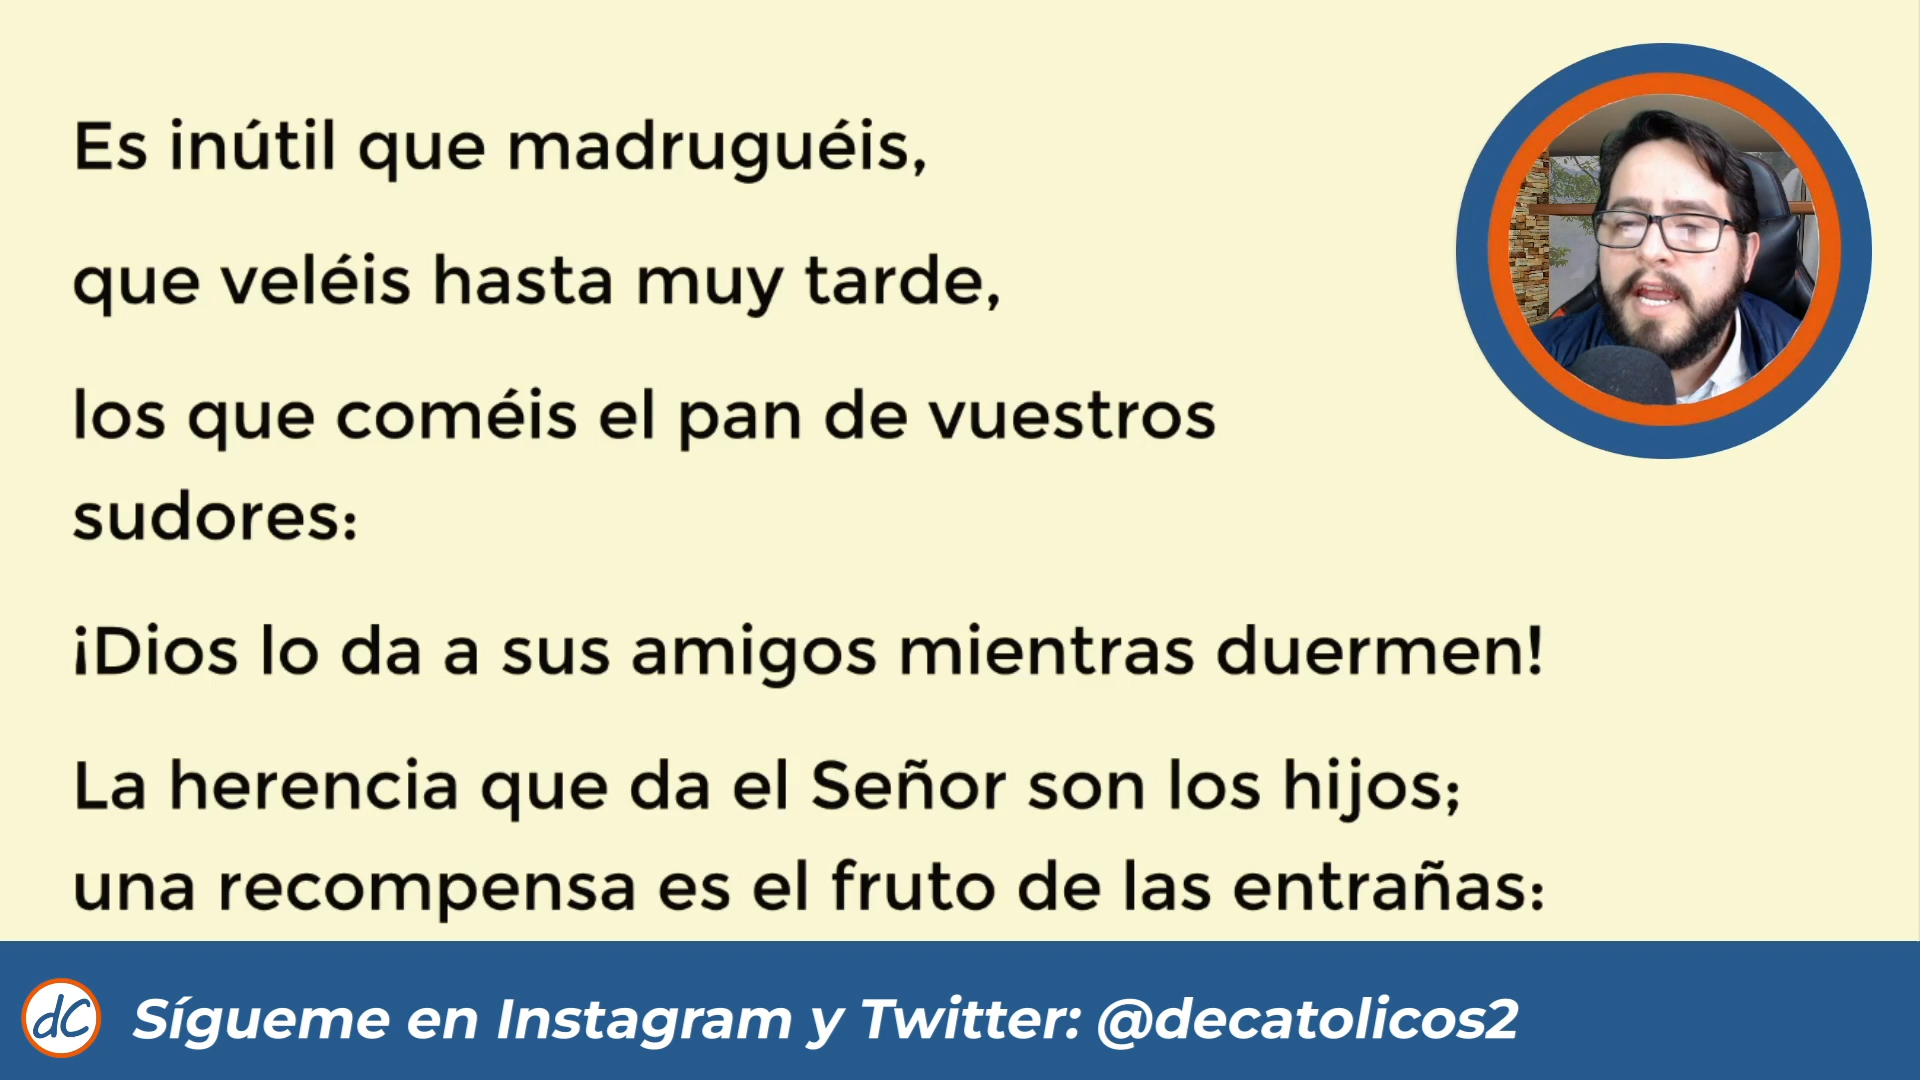 Es inútil que madruguéis,
que veléis hasta muy tarde,
los que coméis el pan de vuestros
sudores:
¡Dios lo da a sus amigos mientras duermen!
La herencia que da el Señor son los hijos;
una recompensa es el fruto de las entrañas:
dC Sígueme en Instagram y Twitter: @decatolicos2